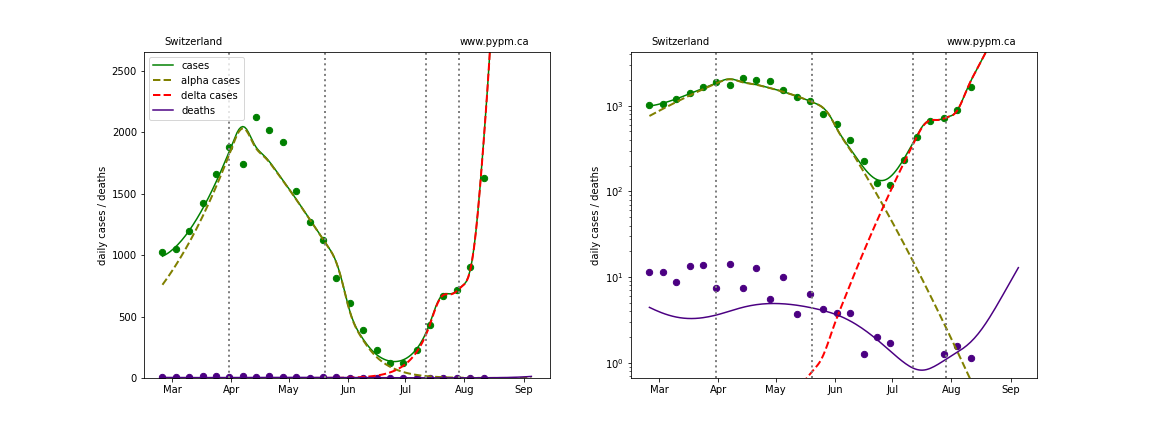 Switzerland www.pypm.ca
cases
alpha cases
delta cases
deaths
daily cases / deaths
2500
2000
1500
1000
500
0
Mar Apr May Jun Jul Aug Sep
Switzerland www.pypm.ca
daily cases / deaths
10³
10²
10¹
10⁰
Mar Apr May Jun Jul Aug Sep